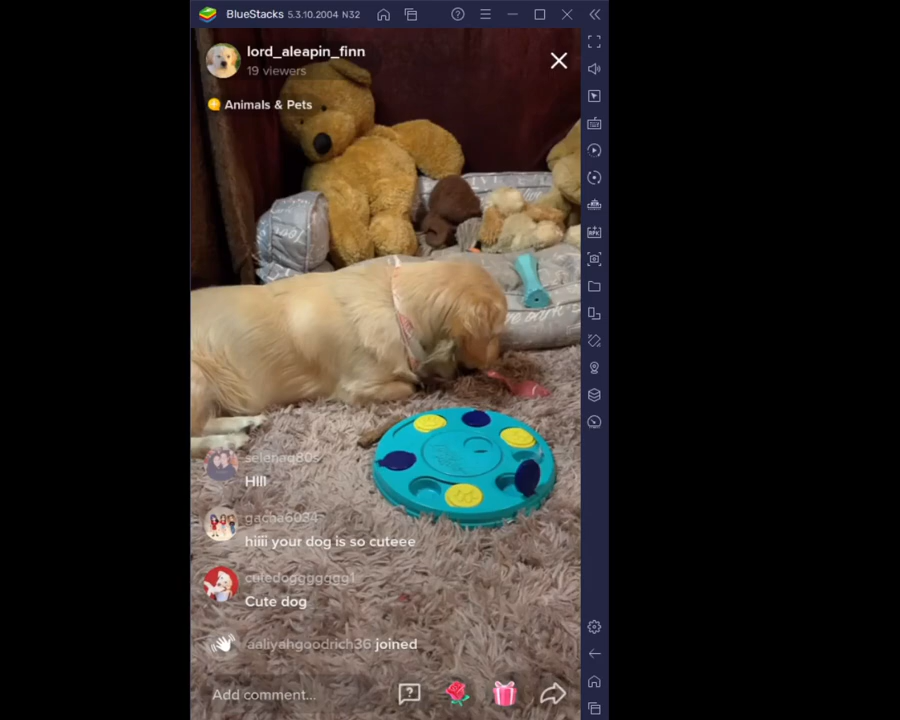 BlueStacks 5.3.10.2004 N32
lord_aleapin_finn
19 viewers
Animals & Pets
selenag80s
HIII
gacha6034
hiiii your dog is so cuteee
cutedoggggggg1
Cute dog
aaliyahgoodrich36 joined
Add comment...